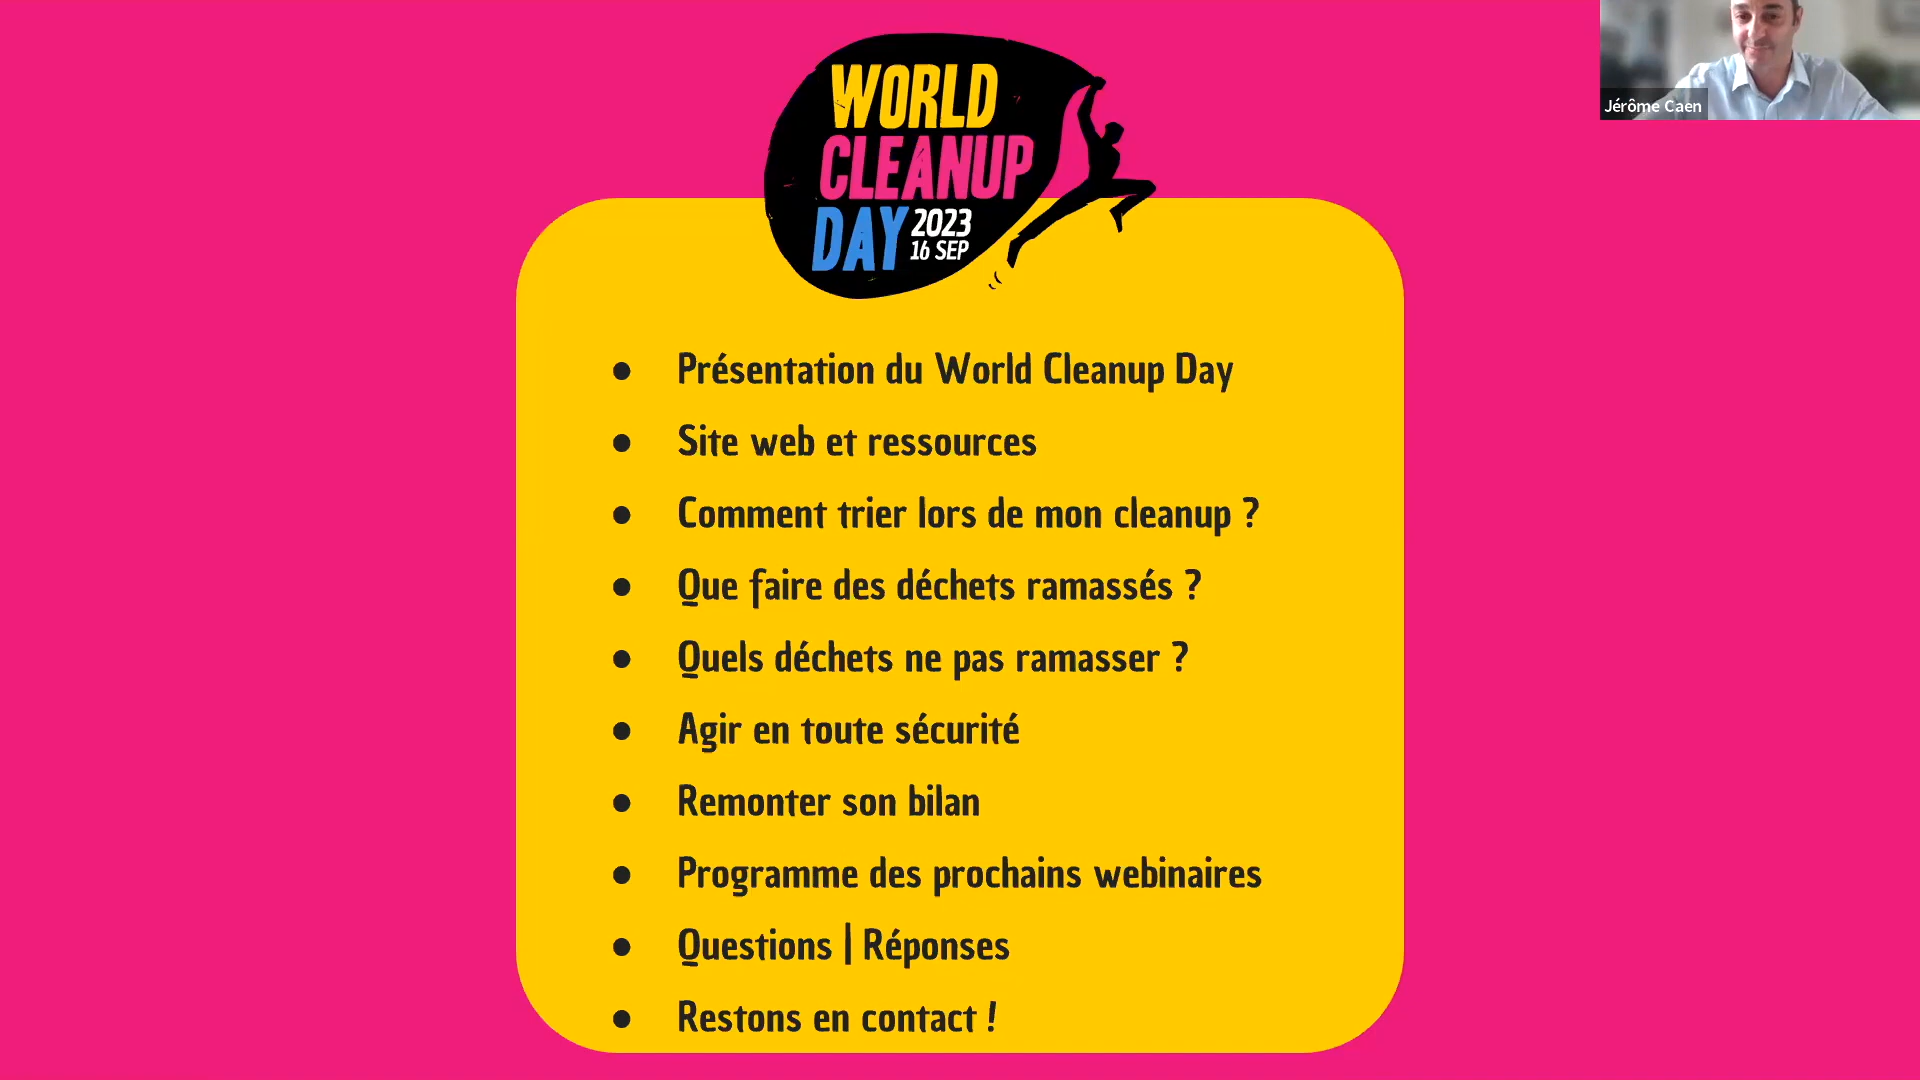 WORLD
CLEANUP
DAY 2023
16 SEP
Jérôme Caen
● Présentation du World Cleanup Day
● Site web et ressources
● Comment trier lors de mon cleanup ?
● Que faire des déchets ramassés ?
● Quels déchets ne pas ramasser ?
● Agir en toute sécurité
● Remonter son bilan
● Programme des prochains webinaires
● Questions | Réponses
● Restons en contact !